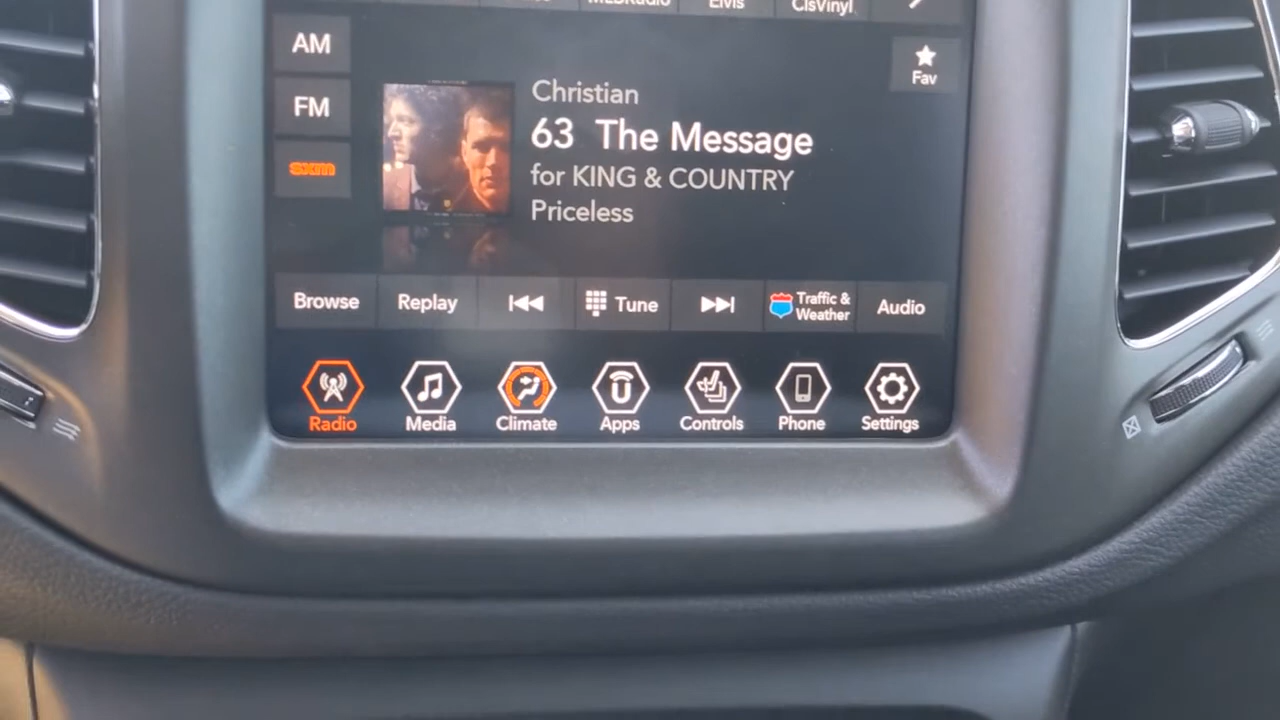 MLBRadio Elvis ClsVinyl
AM
Fav
FM
sxm
Christian
63 The Message
for KING & COUNTRY
Priceless
Browse Replay Tune Traffic & Weather Audio
Radio Media Climate Apps Controls Phone Settings